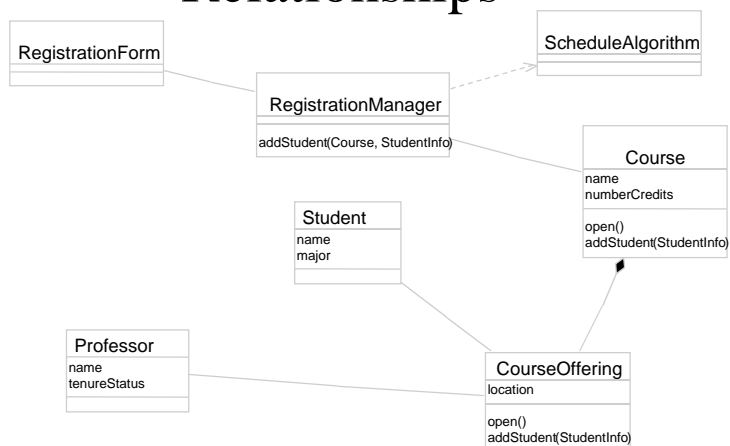 Relationships
RegistrationForm
ScheduleAlgorithm
RegistrationManager
addStudent(Course, StudentInfo)
Course
name
numberCredits
open()
addStudent(StudentInfo)
Student
name
major
Professor
name
tenureStatus
CourseOffering
location
open()
addStudent(StudentInfo)